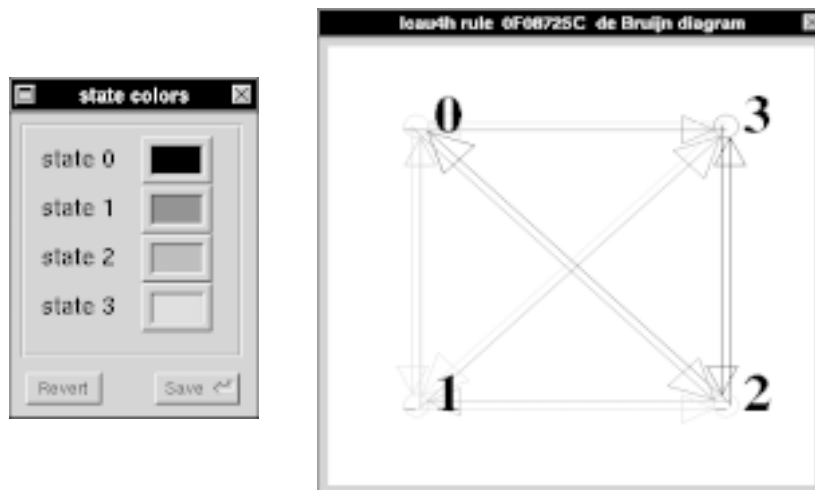 state colors
state 0
state 1
state 2
state 3
Revert
Save
lcau4h rule 0F08725C de Bruijn diagram
0
3
1
2